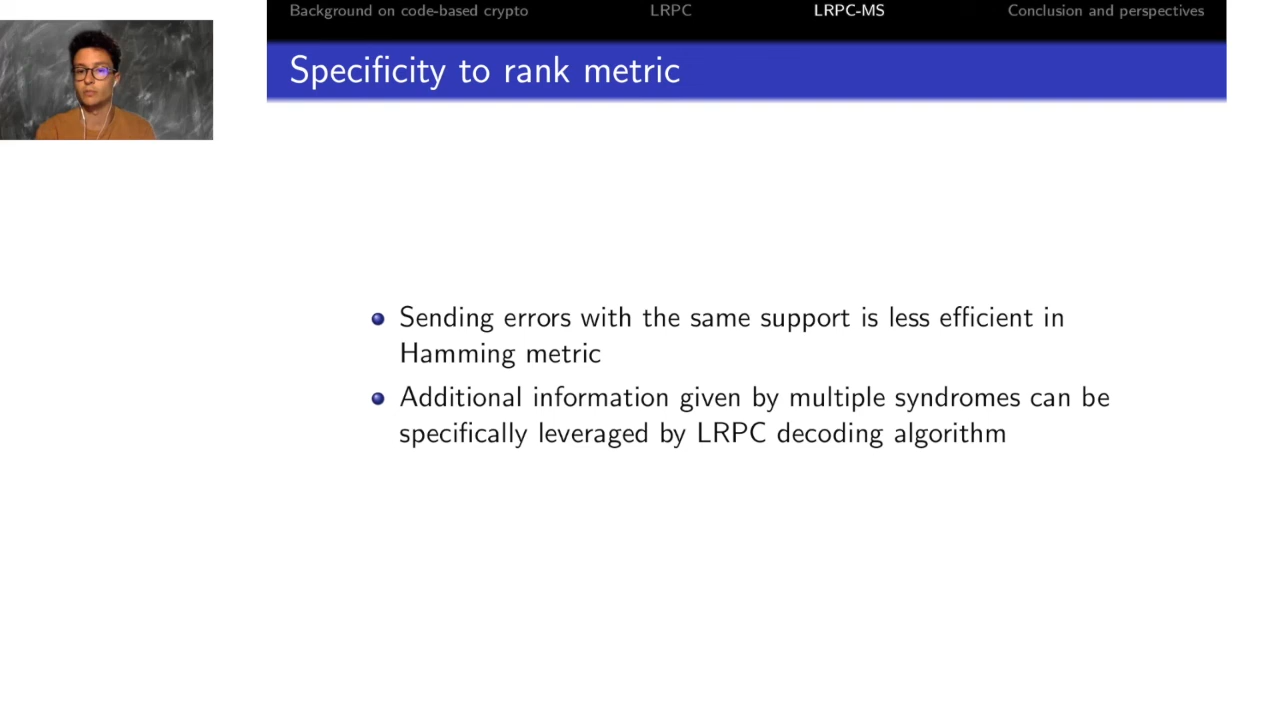 Background on code-based crypto LRPC LRPC-MS Conclusion and perspectives
Specificity to rank metric
Sending errors with the same support is less efficient in
Hamming metric
Additional information given by multiple syndromes can be
specifically leveraged by LRPC decoding algorithm